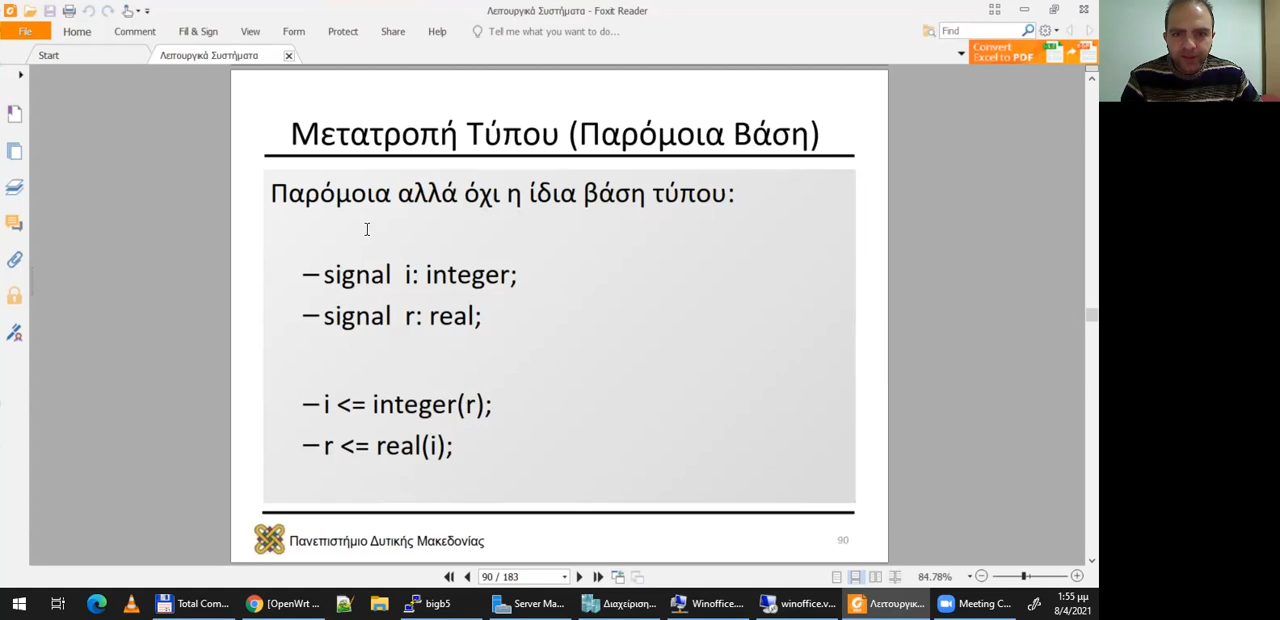 Λειτουργικά Συστήματα - Foxit Reader
File Home Comment Fill & Sign View Form Protect Share Help Tell me what you want to do... Find
Start Λειτουργικά Συστήματα Convert
Excel to PDF
Μετατροπή Τύπου (Παρόμοια Βάση)
Παρόμοια αλλά όχι η ίδια βάση τύπου:
–signal i: integer;
–signal r: real;
–i <= integer(r);
–r <= real(i);
Πανεπιστήμιο Δυτικής Μακεδονίας 90
90 / 183 84.78%
Total Com... [OpenWrt ... bigb5 Server Ma... Διαχείριση... Winoffice.... winoffice.v... Λειτουργικ... Meeting C... 1:55 μμ
8/4/2021